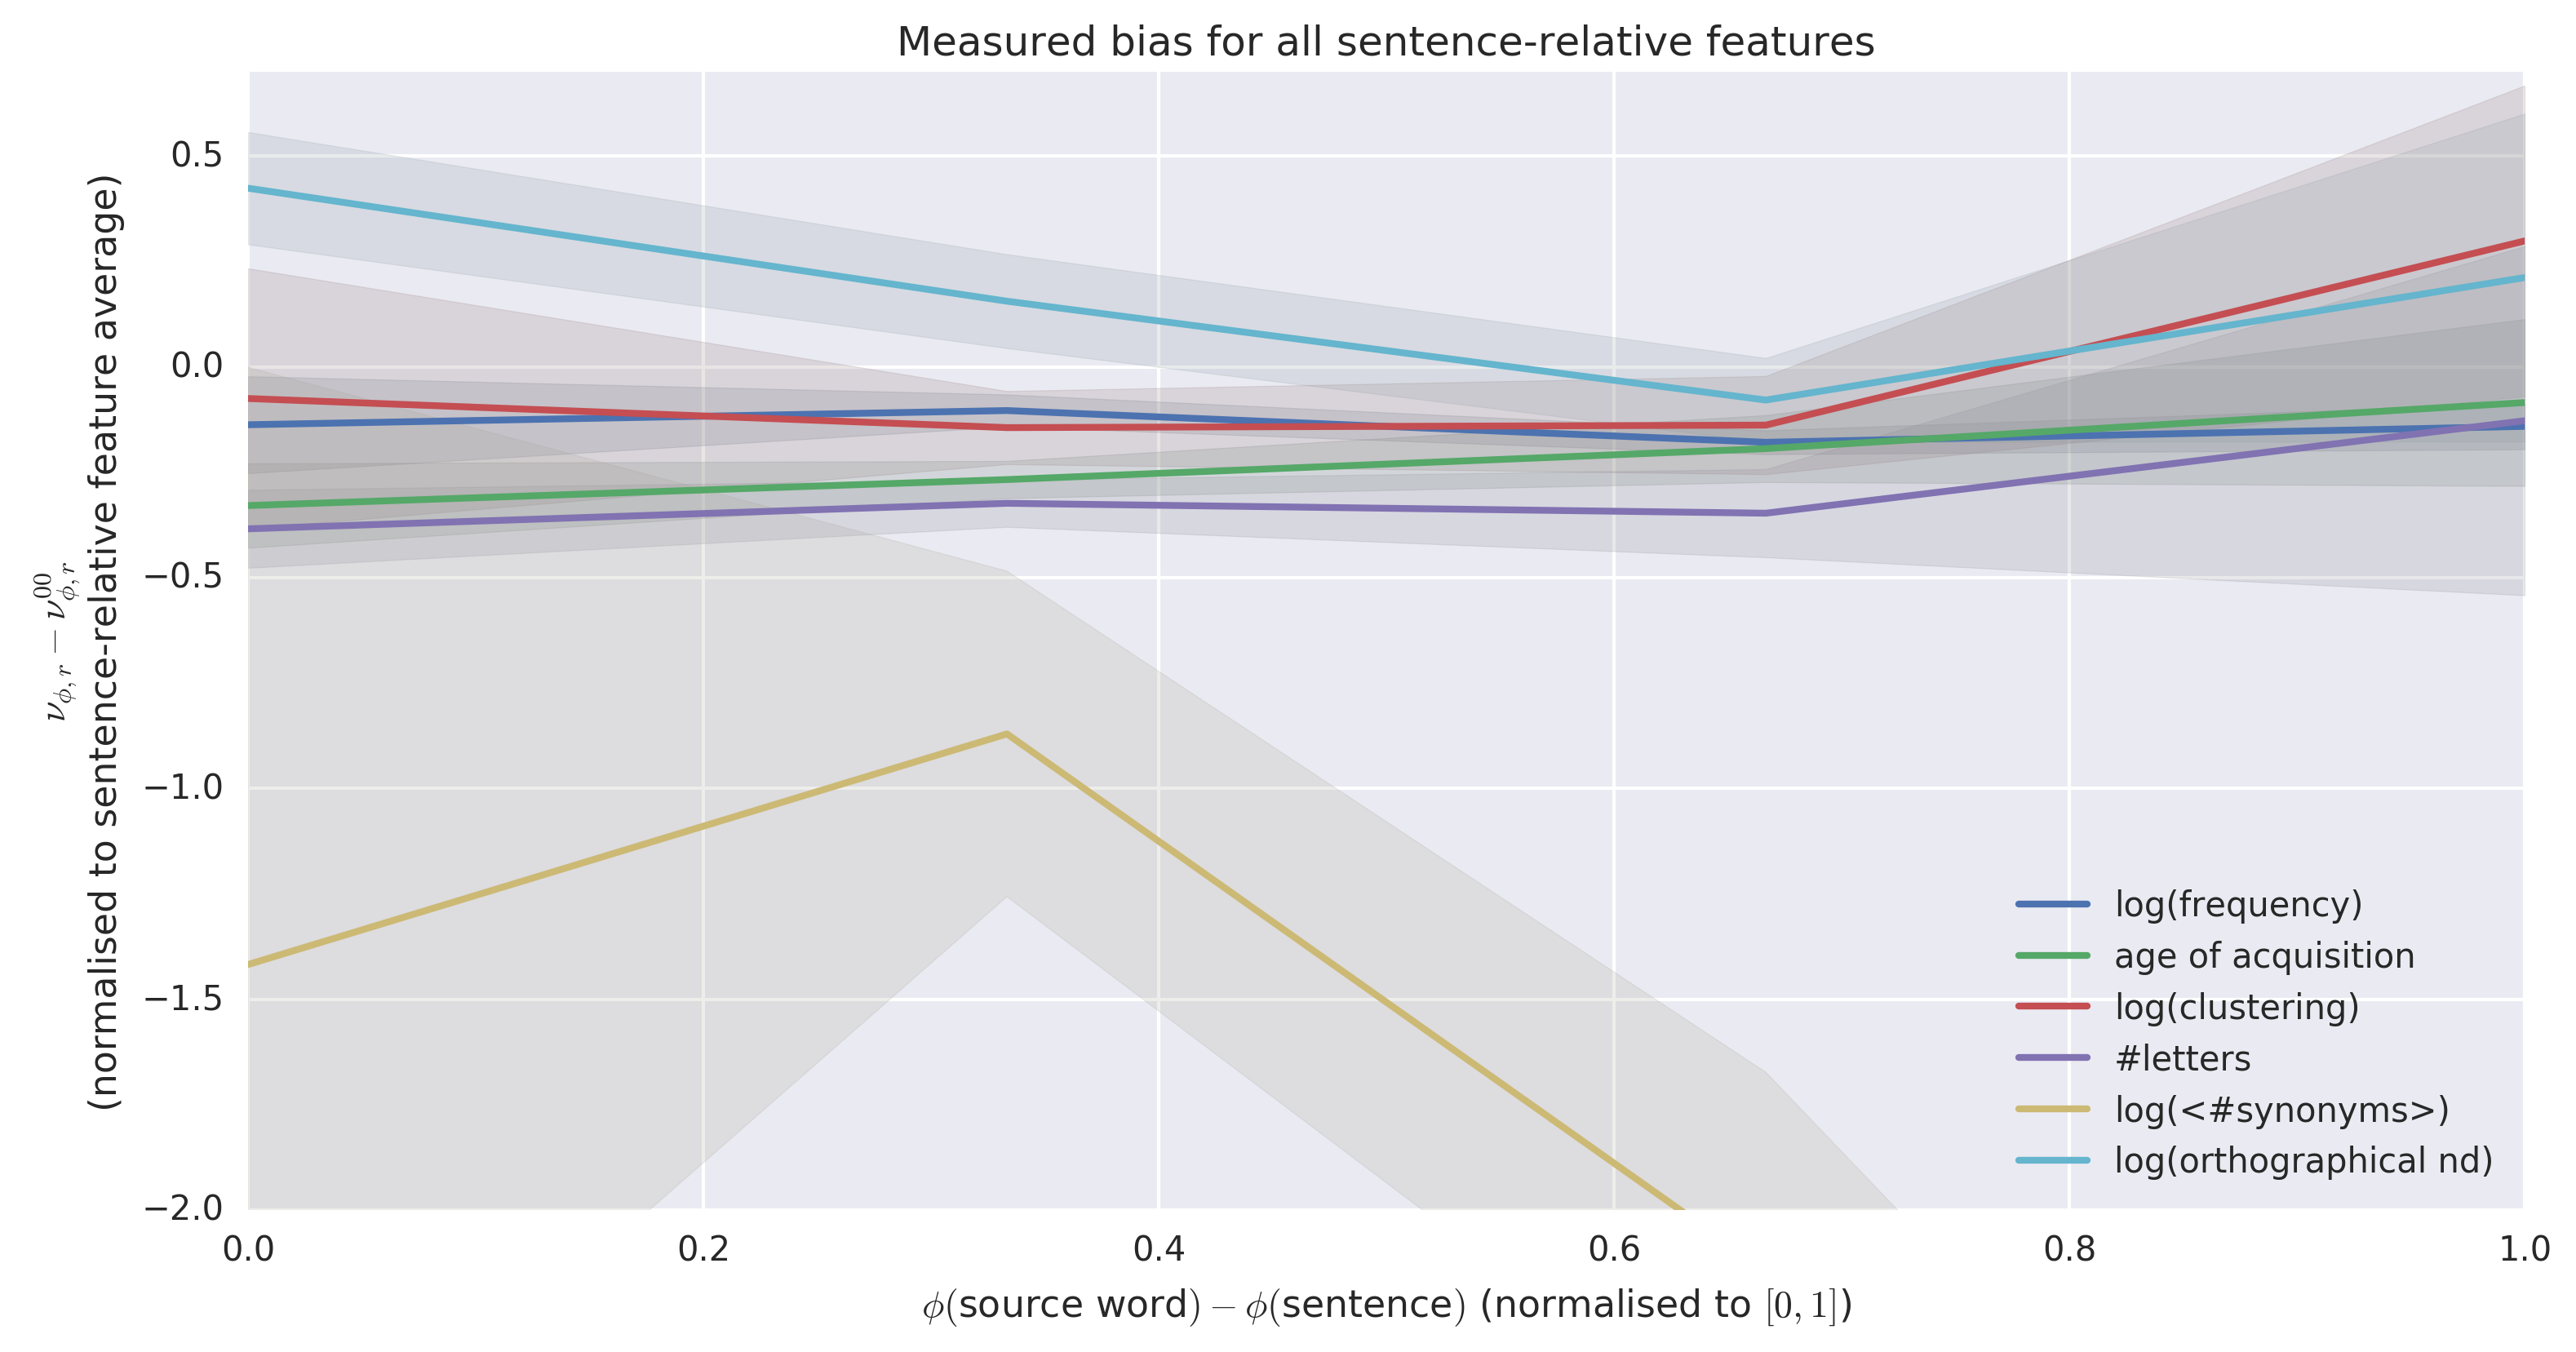 Measured bias for all sentence-relative features
ν_{ϕ,r} − ν^{00}_{ϕ,r}
(normalised to sentence-relative feature average)
0.5
0.0
−0.5
−1.0
−1.5
−2.0
0.0 0.2 0.4 0.6 0.8 1.0
ϕ(source word) − ϕ(sentence) (normalised to [0, 1])
log(frequency)
age of acquisition
log(clustering)
#letters
log(<#synonyms>)
log(orthographical nd)